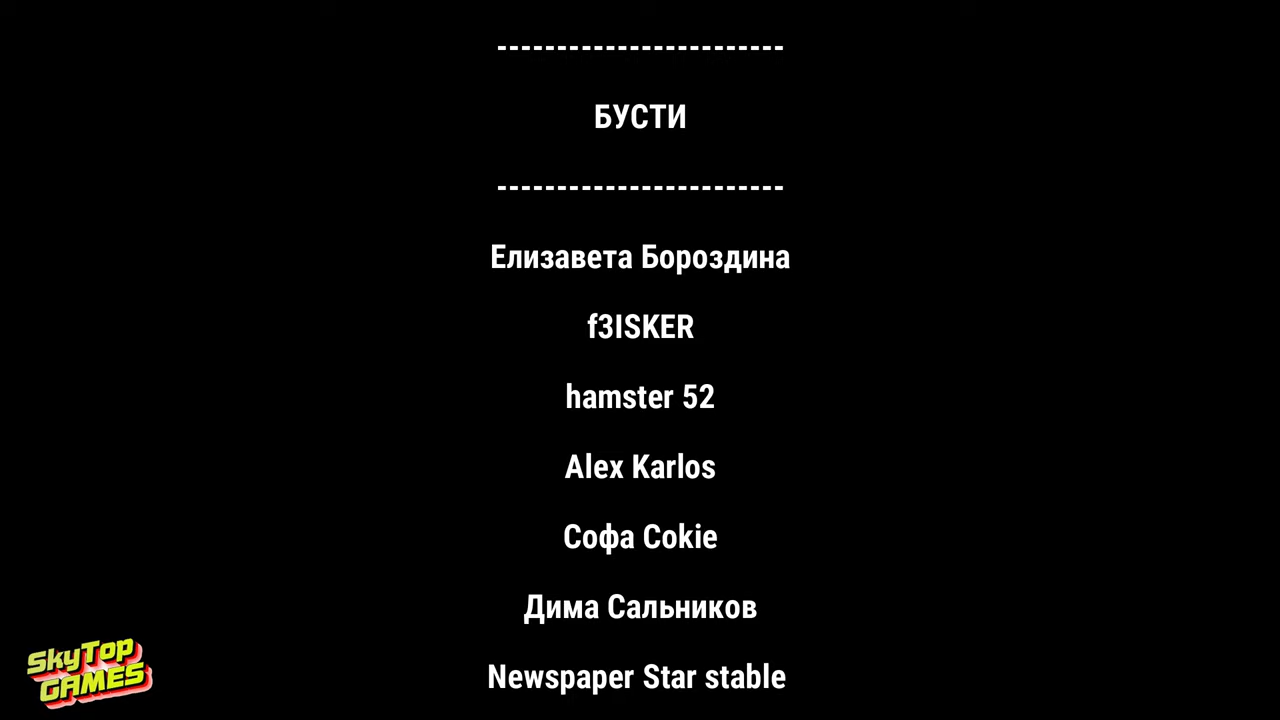 ------------------------
БУСТИ
------------------------
Елизавета Бороздина
f3ISKER
hamster 52
Alex Karlos
Софа Cokie
Дима Сальников
Newspaper Star stable
SkyTop
GAMES